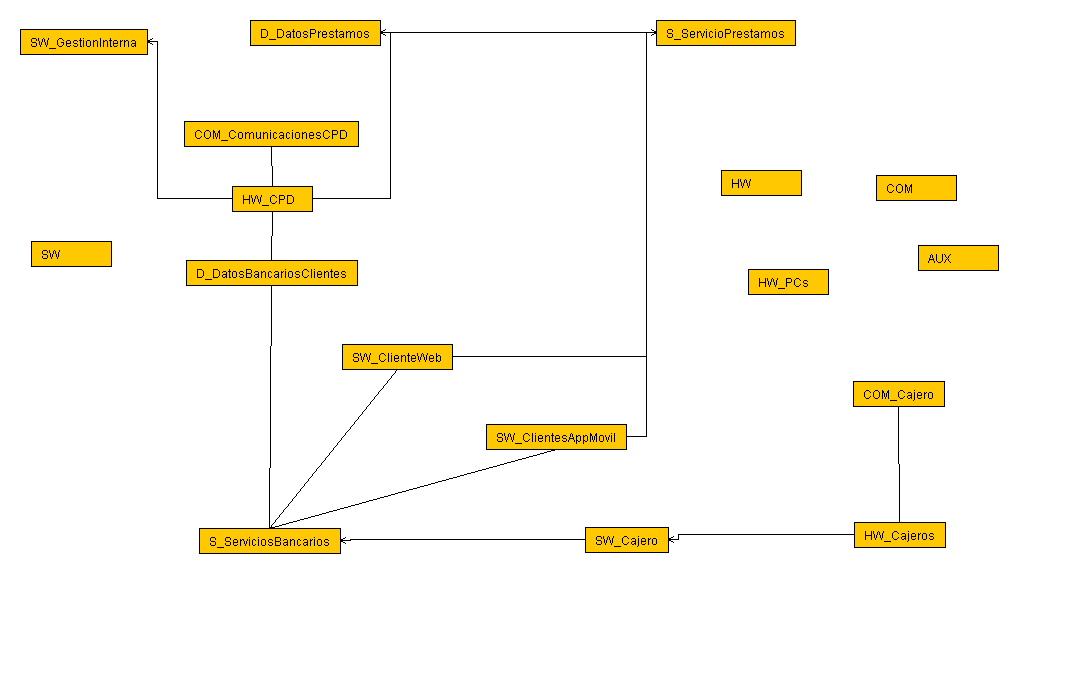 SW_GestionInterna
D_DatosPrestamos
S_ServicioPrestamos
COM_ComunicacionesCPD
HW_CPD
HW
COM
SW
AUX
D_DatosBancariosClientes
HW_PCs
SW_ClienteWeb
COM_Cajero
SW_ClientesAppMovil
S_ServiciosBancarios
SW_Cajero
HW_Cajeros